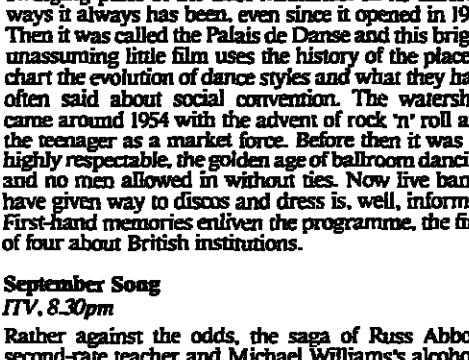 ways it always has been, even since it opened in 19
Then it was called the Palais de Danse and this brig
unassuming little film uses the history of the place
chart the evolution of dance styles and what they ha
often said about social convention. The watersh
came around 1954 with the advent of rock 'n' roll a
the teenager as a market force. Before then it was
highly respectable, the golden age of ballroom danci
and no men allowed in without ties. Now live ban
have given way to discos and dress is, well, inform
First-hand memories enliven the programme, the fi
of four about British institutions.
September Song
ITV, 8.30pm
Rather against the odds, the saga of Russ Abbo
second-rate teacher and Michael Williams's alcoho